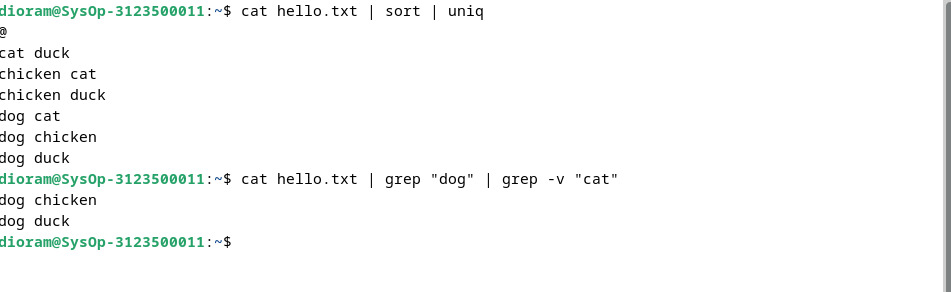 dioram@SysOp-3123500011:~$ cat hello.txt | sort | uniq
@
cat duck
chicken cat
chicken duck
dog cat
dog chicken
dog duck
dioram@SysOp-3123500011:~$ cat hello.txt | grep "dog" | grep -v "cat"
dog chicken
dog duck
dioram@SysOp-3123500011:~$